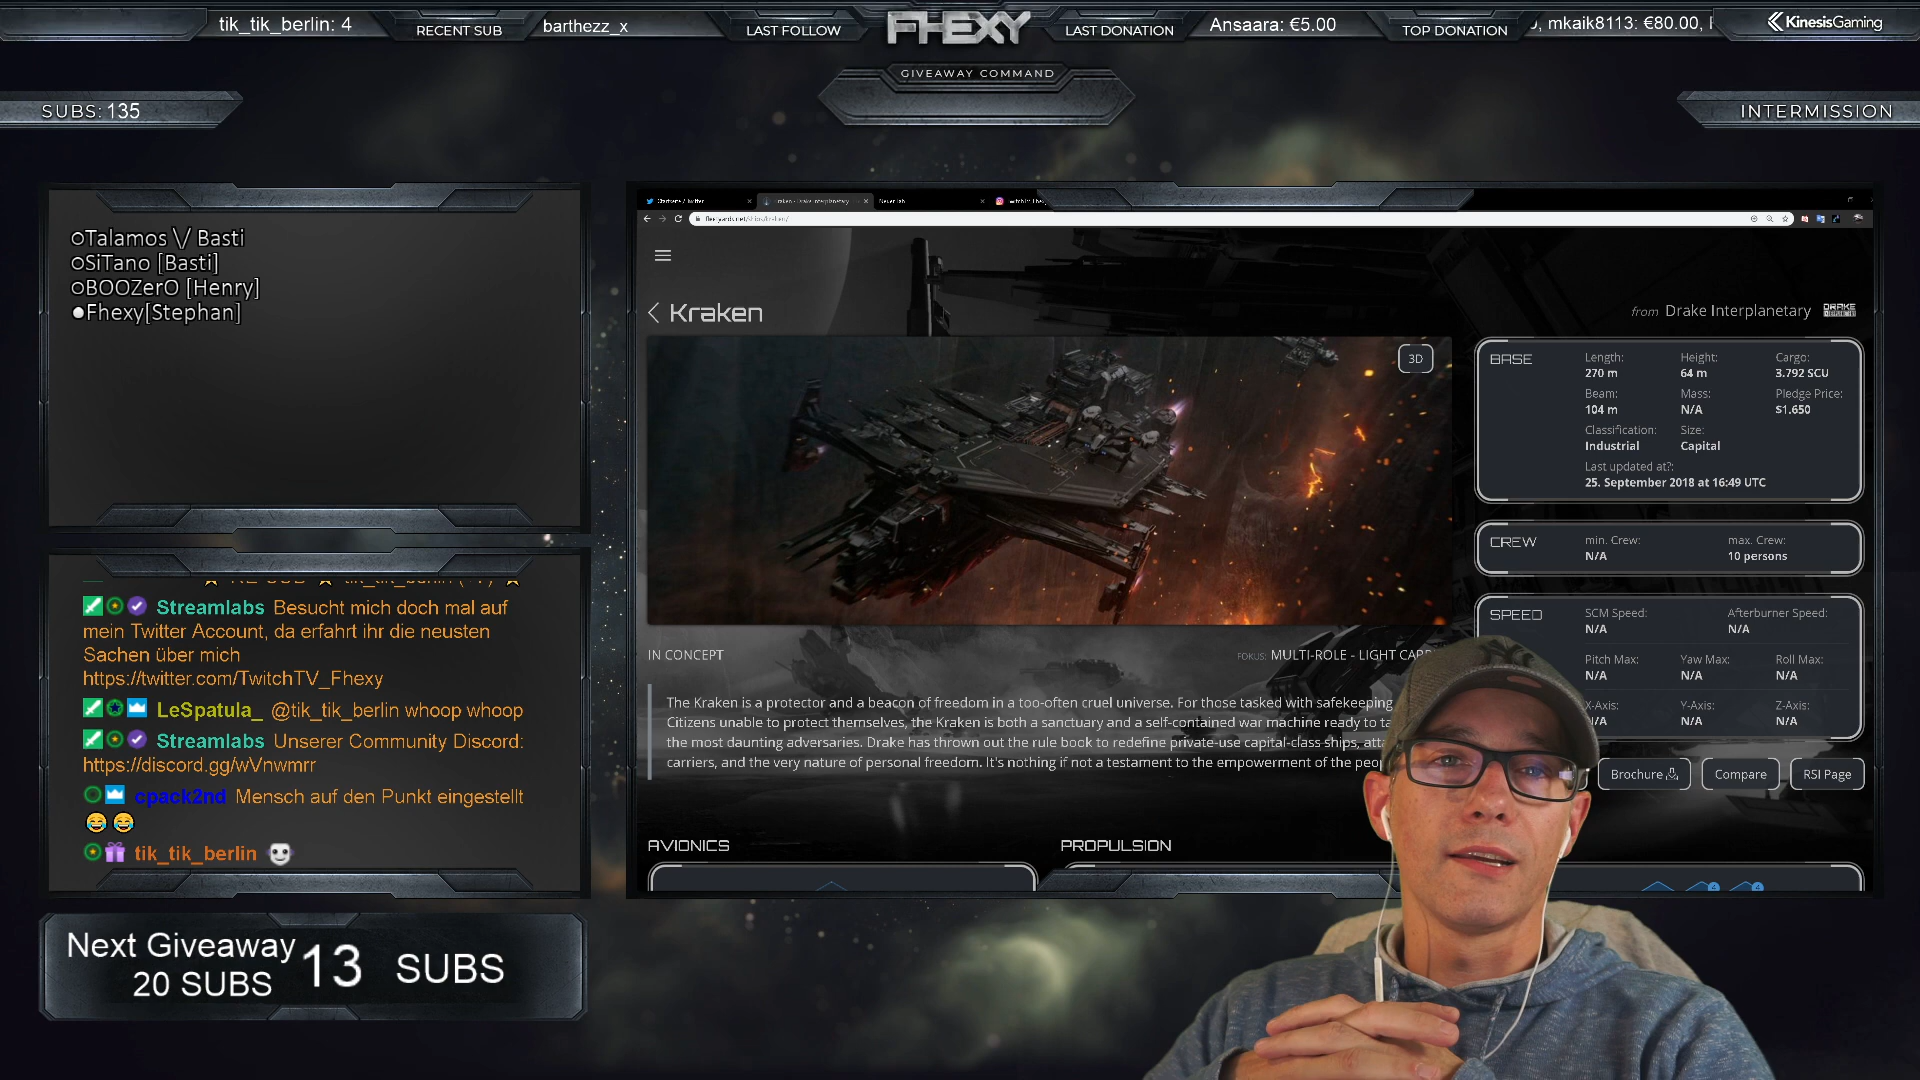 tik_tik_berlin: 4
RECENT SUB
barthezz_x
LAST FOLLOW
FHEXY
LAST DONATION
Ansaara: €5.00
TOP DONATION
mkaik8113: €80.00,
KinesisGaming
GIVEAWAY COMMAND
SUBS: 135
INTERMISSION
Talamos \/ Basti
SiTano [Basti]
BOOZerO [Henry]
Fhexy[Stephan]
fleetyards.net/ships/kraken/
Kraken
from Drake Interplanetary
DRAKE
3D
BASE
Length:
270 m
Height:
64 m
Cargo:
3.792 SCU
Beam:
104 m
Mass:
N/A
Pledge Price:
$1.650
Classification:
Industrial
Size:
Capital
Last updated at?:
25. September 2018 at 16:49 UTC
CREW
min. Crew:
N/A
max. Crew:
10 persons
SPEED
SCM Speed:
N/A
Afterburner Speed:
N/A
Pitch Max:
N/A
Yaw Max:
N/A
Roll Max:
N/A
X-Axis:
N/A
Y-Axis:
N/A
Z-Axis:
N/A
IN CONCEPT
FOKUS: MULTI-ROLE - LIGHT CARR
The Kraken is a protector and a beacon of freedom in a too-often cruel universe. For those tasked with safekeeping
Citizens unable to protect themselves, the Kraken is both a sanctuary and a self-contained war machine ready to ta
the most daunting adversaries. Drake has thrown out the rule book to redefine private-use capital-class ships, atta
carriers, and the very nature of personal freedom. It's nothing if not a testament to the empowerment of the peop
Brochure
Compare
RSI Page
AVIONICS
PROPULSION
Streamlabs Besucht mich doch mal auf
mein Twitter Account, da erfahrt ihr die neusten
Sachen über mich
https://twitter.com/TwitchTV_Fhexy
LeSpatula_ @tik_tik_berlin whoop whoop
Streamlabs Unserer Community Discord:
https://discord.gg/wVnwmrr
cpack2nd Mensch auf den Punkt eingestellt
😂 😂
tik_tik_berlin
Next Giveaway
20 SUBS
13 SUBS